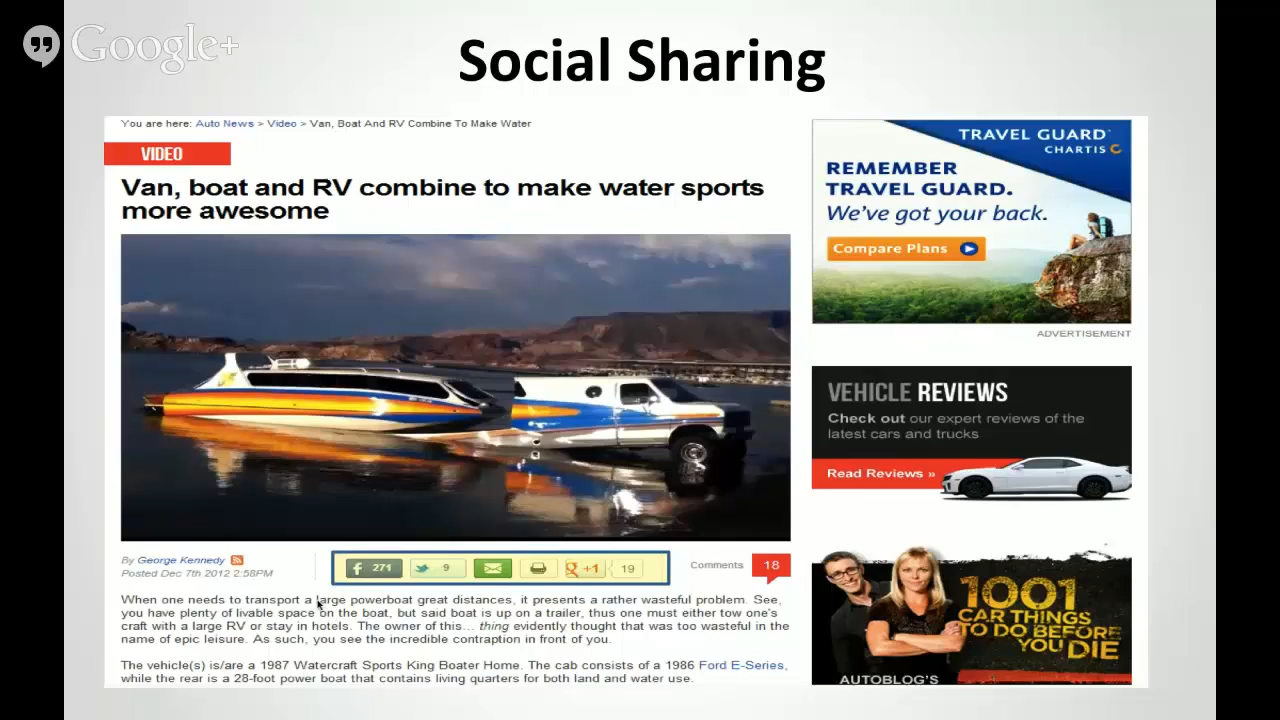 Google+
Social Sharing
You are here: Auto News > Video > Van, Boat And RV Combine To Make Water
VIDEO
Van, boat and RV combine to make water sports
more awesome
By George Kennedy
Posted Dec 7th 2012 2:58PM
f 271
9
g +1 19
Comments 18
When one needs to transport a large powerboat great distances, it presents a rather wasteful problem. See,
you have plenty of livable space on the boat, but said boat is up on a trailer, thus one must either tow one's
craft with a large RV or stay in hotels. The owner of this... thing evidently thought that was too wasteful in the
name of epic leisure. As such, you see the incredible contraption in front of you.
The vehicle(s) is/are a 1987 Watercraft Sports King Boater Home. The cab consists of a 1986 Ford E-Series,
while the rear is a 28-foot power boat that contains living quarters for both land and water use.
TRAVEL GUARD
CHARTIS
REMEMBER
TRAVEL GUARD.
We've got your back.
Compare Plans
ADVERTISEMENT
VEHICLE REVIEWS
Check out our expert reviews of the
latest cars and trucks
Read Reviews »
1001
CAR THINGS
TO DO BEFORE
YOU DIE
AUTOBLOG'S